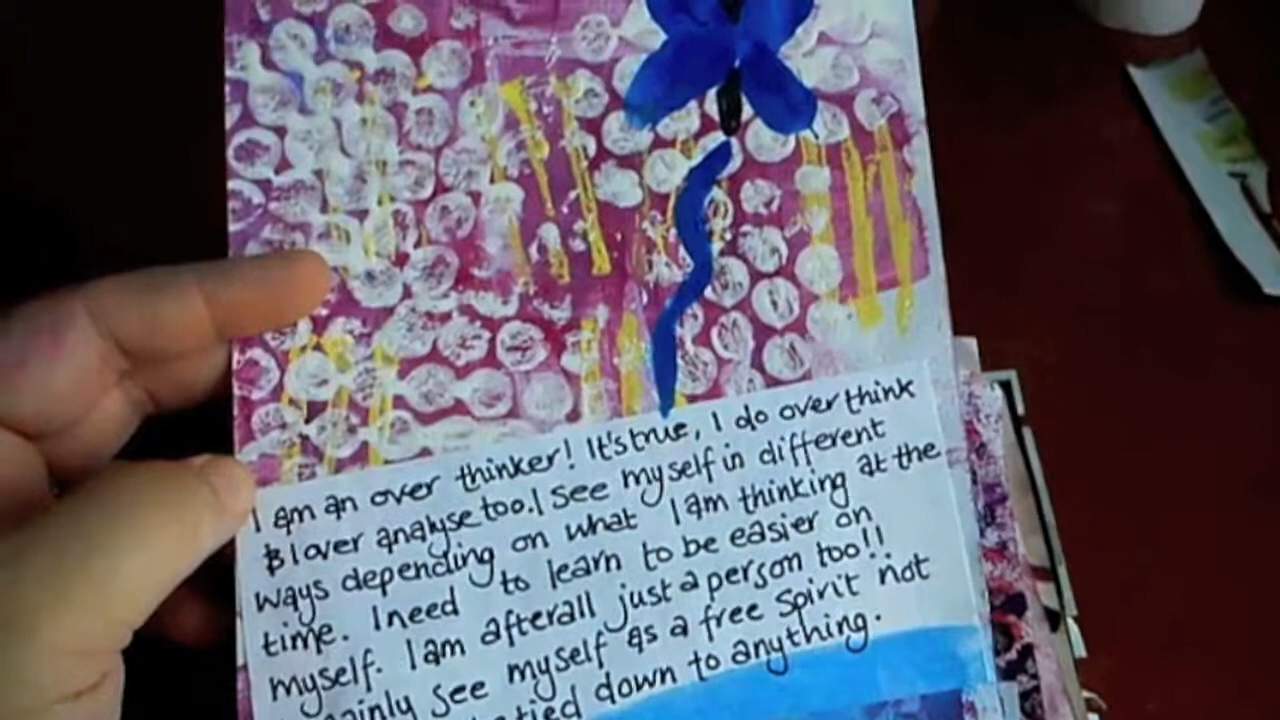 I am an over thinker! It's true, I do over think
& I over analyse too. I see myself in different
ways depending on what I am thinking at the
time. I need to learn to be easier on
myself. I am afterall just a person too!!
see myself as a free spirit not
tied down to anything.